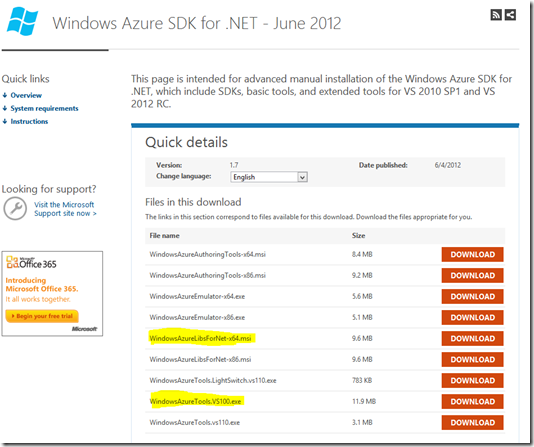 Windows Azure SDK for .NET - June 2012
Quick links
Overview
System requirements
Instructions
Looking for support?
Visit the Microsoft
Support site now >
Microsoft
Office 365
Introducing
Microsoft Office 365.
It all works together.
Begin your free trial
Microsoft
This page is intended for advanced manual installation of the Windows Azure SDK for
.NET, which include SDKs, basic tools, and extended tools for VS 2010 SP1 and VS
2012 RC.
Quick details
Version: 1.7 Date published: 6/4/2012
Change language: English
Files in this download
The links in this section correspond to files available for this download. Download the files appropriate for you.
File name Size
WindowsAzureAuthoringTools-x64.msi 8.4 MB DOWNLOAD
WindowsAzureAuthoringTools-x86.msi 9.2 MB DOWNLOAD
WindowsAzureEmulator-x64.exe 5.6 MB DOWNLOAD
WindowsAzureEmulator-x86.exe 5.1 MB DOWNLOAD
WindowsAzureLibsForNet-x64.msi 9.6 MB DOWNLOAD
WindowsAzureLibsForNet-x86.msi 9.6 MB DOWNLOAD
WindowsAzureTools.LightSwitch.vs110.exe 783 KB DOWNLOAD
WindowsAzureTools.VS100.exe 11.9 MB DOWNLOAD
WindowsAzureTools.vs110.exe 3.1 MB DOWNLOAD